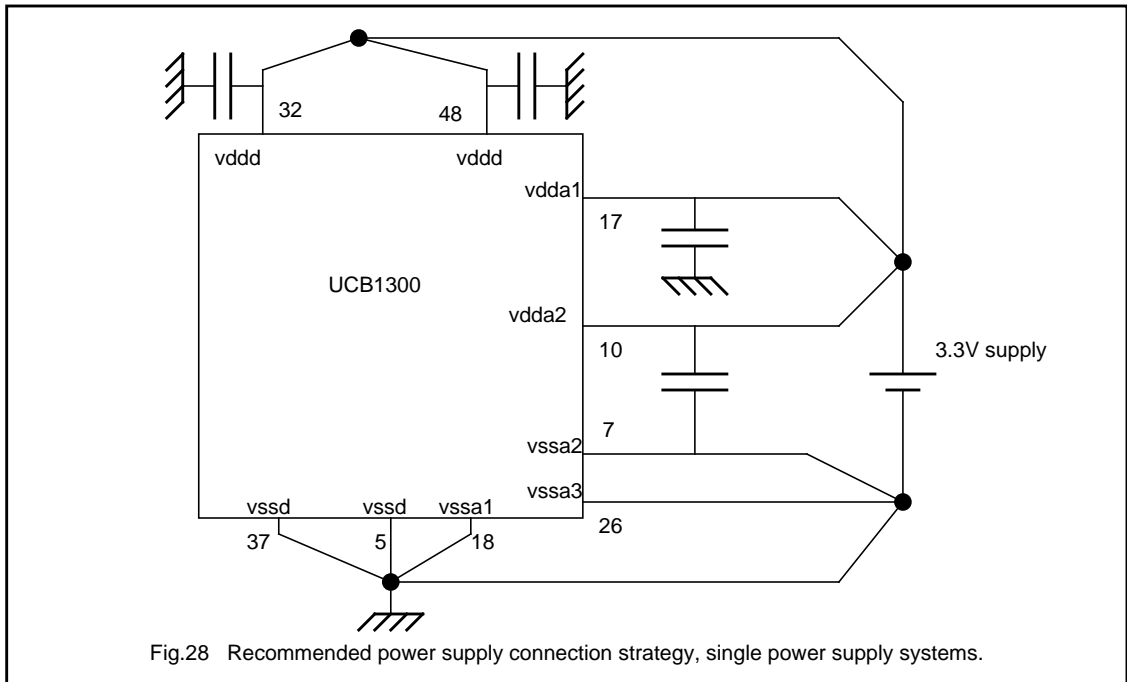 32
48
vddd
vddd
vdda1
17
UCB1300
vdda2
10
3.3V supply
7
vssa2
vssa3
26
vssd
vssd
vssa1
37
5
18
Fig.28 Recommended power supply connection strategy, single power supply systems.